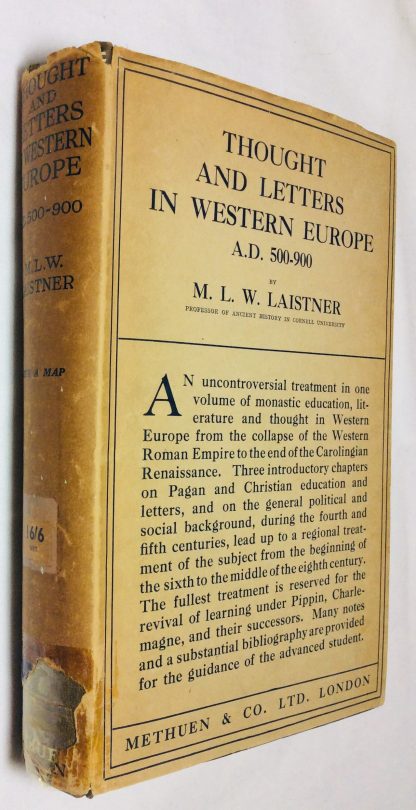 THOUGHT
AND LETTERS
IN WESTERN EUROPE
A.D. 500-900
BY
M. L. W. LAISTNER
PROFESSOR OF ANCIENT HISTORY IN CORNELL UNIVERSITY
AN uncontroversial treatment in one
volume of monastic education, lit-
erature and thought in Western
Europe from the collapse of the Western
Roman Empire to the end of the Carolingian
Renaissance. Three introductory chapters
on Pagan and Christian education and
letters, and on the general political and
social background, during the fourth and
fifth centuries, lead up to a regional treat-
ment of the subject from the beginning of
the sixth to the middle of the eighth century.
The fullest treatment is reserved for the
revival of learning under Pippin, Charle-
magne, and their successors. Many notes
and a substantial bibliography are provided
for the guidance of the advanced student.
METHUEN & CO. LTD. LONDON
HOUGHT
AND
TTERS
WESTERN
UROPE
500-900
M.L.W.
AISTNER
A MAP
16/6
NET